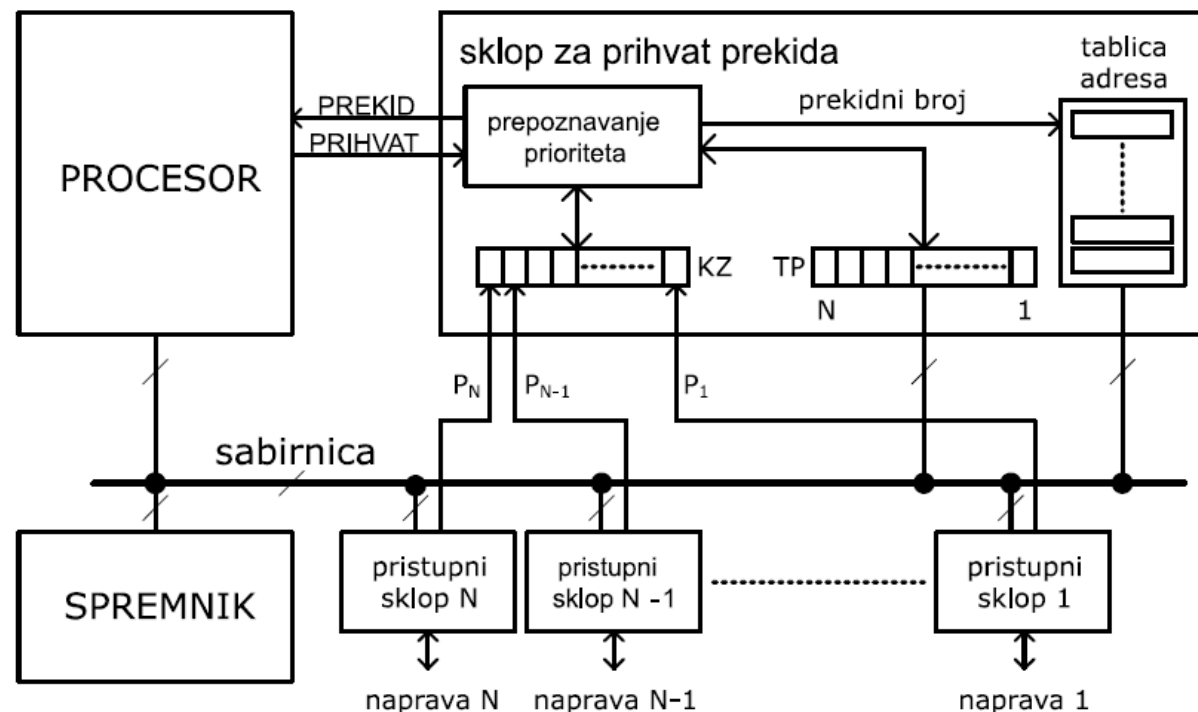 sklop za prihvat prekida
tablica
adresa
PREKID
PRIHVAT
prepoznavanje
prioriteta
prekidni broj
PROCESOR
KZ
TP
N
1
P_N
P_N-1
P_1
sabirnica
SPREMNIK
pristupni
sklop N
pristupni
sklop N -1
pristupni
sklop 1
naprava N
naprava N-1
naprava 1